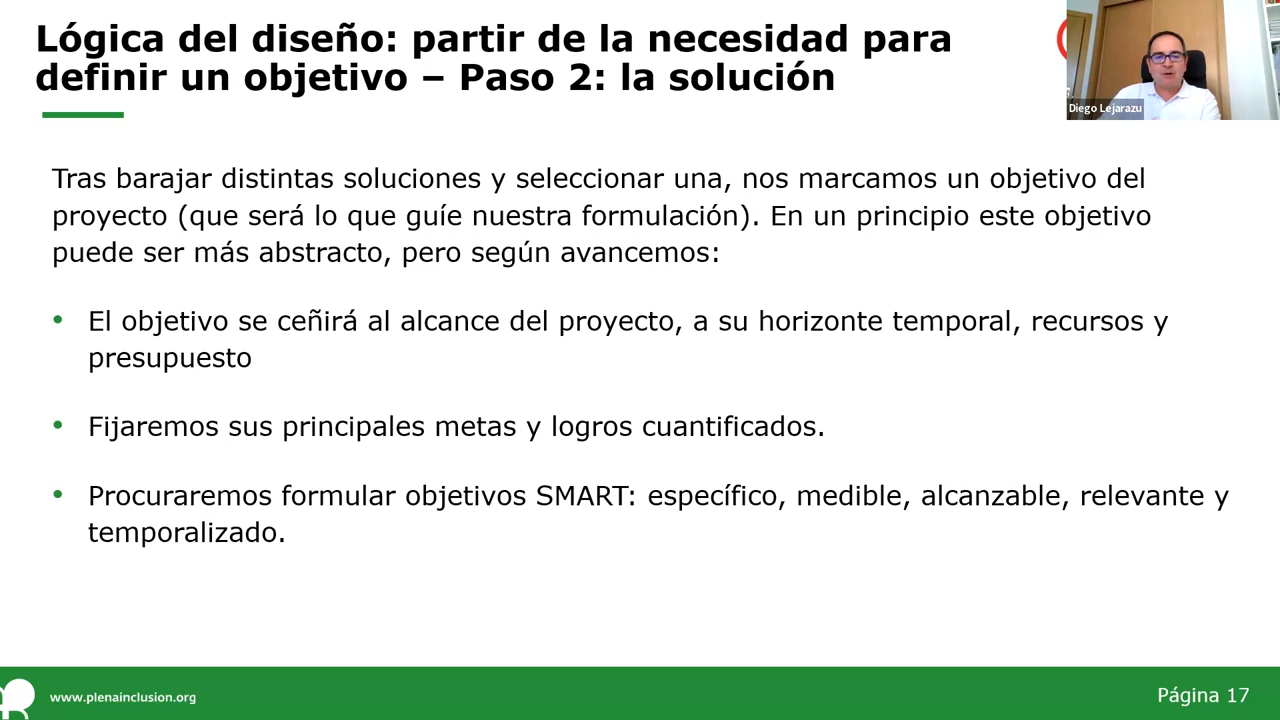 Lógica del diseño: partir de la necesidad para
definir un objetivo – Paso 2: la solución
Diego Lejarazu
Tras barajar distintas soluciones y seleccionar una, nos marcamos un objetivo del
proyecto (que será lo que guíe nuestra formulación). En un principio este objetivo
puede ser más abstracto, pero según avancemos:
• El objetivo se ceñirá al alcance del proyecto, a su horizonte temporal, recursos y
presupuesto
• Fijaremos sus principales metas y logros cuantificados.
• Procuraremos formular objetivos SMART: específico, medible, alcanzable, relevante y
temporalizado.
www.plenainclusion.org
Página 17